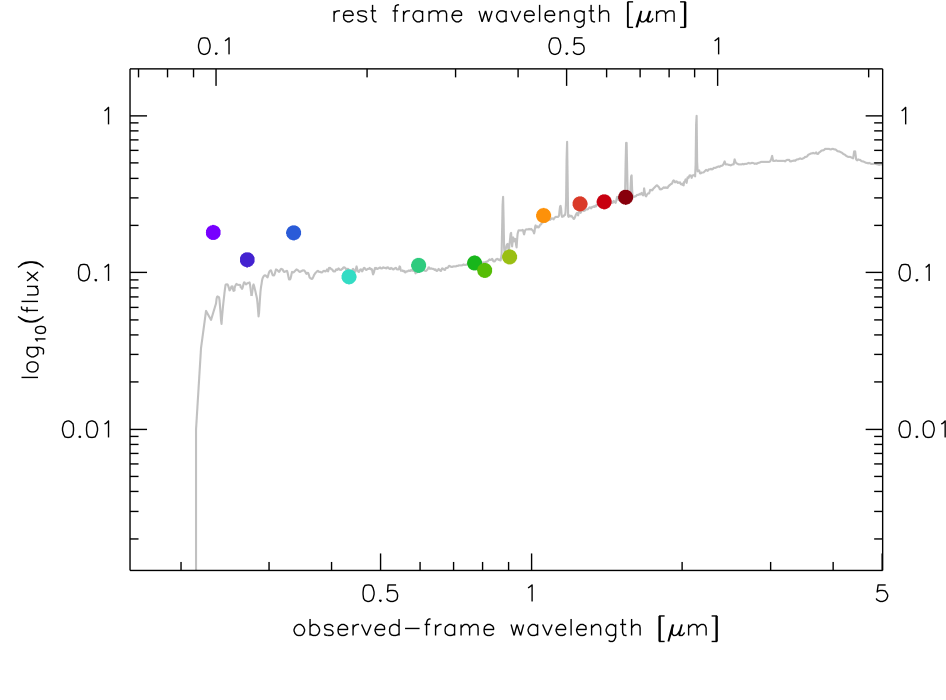 rest frame wavelength [μm]
0.1 0.5 1
1 1
0.1 0.1
0.01 0.01
log10(flux)
0.5 1 5
observed-frame wavelength [μm]